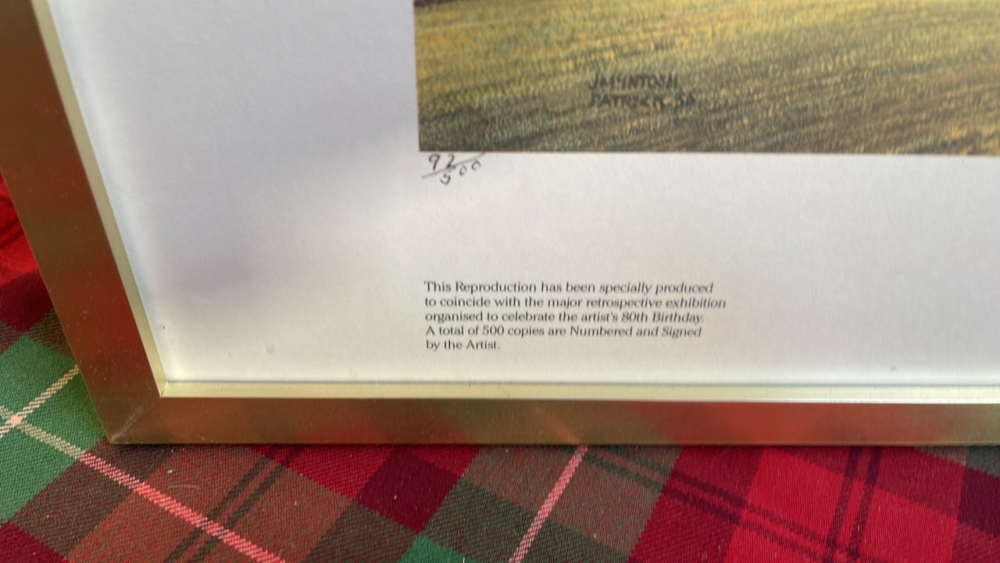 J McINTOSH
PATRICK
92/500
This Reproduction has been specially produced
to coincide with the major retrospective exhibition
organised to celebrate the artist's 80th Birthday.
A total of 500 copies are Numbered and Signed
by the Artist.